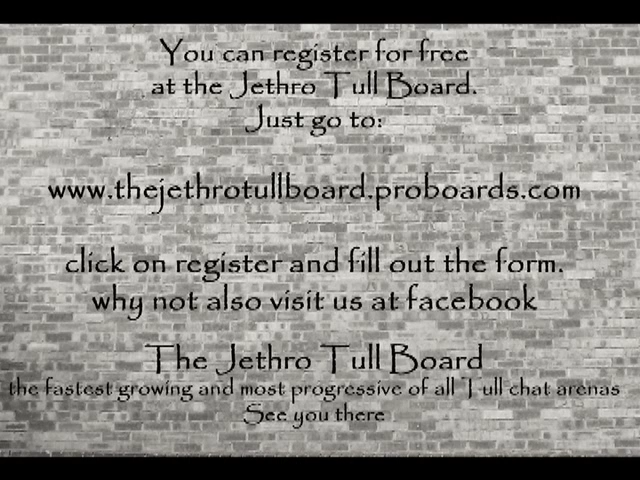 You can register for free
at the Jethro Tull Board.
Just go to:
www.thejethrotullboard.proboards.com
click on register and fill out the form.
why not also visit us at facebook
The Jethro Tull Board
the fastest growing and most progressive of all Tull chat arenas
See you there